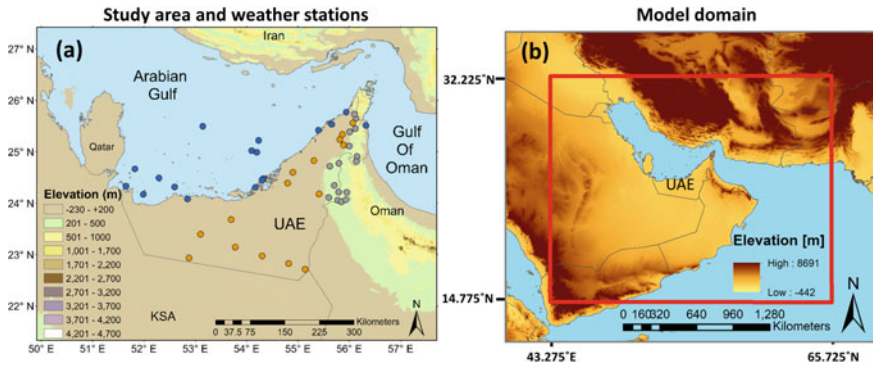 Study area and weather stations
Model domain
27° N
26° N
25° N
24° N
23° N
22° N
(a)
Iran
Arabian
Gulf
Qatar
Gulf
Of
Oman
UAE
Oman
KSA
Elevation (m)
-230 - +200
201 - 500
501 - 1000
1,001 - 1,700
1,701 - 2,200
2,201 - 2,700
2,701 - 3,200
3,201 - 3,700
3,701 - 4,200
4,201 - 4,700
N
Kilometers
0 37.5 75 150 225 300
50° E 51° E 52° E 53° E 54° E 55° E 56° E 57° E
(b)
32.225°N
14.775°N
UAE
Elevation [m]
High : 8691
Low : -442
N
0 160 320 640 960 1,280
Kilometers
43.275°E
65.725°N